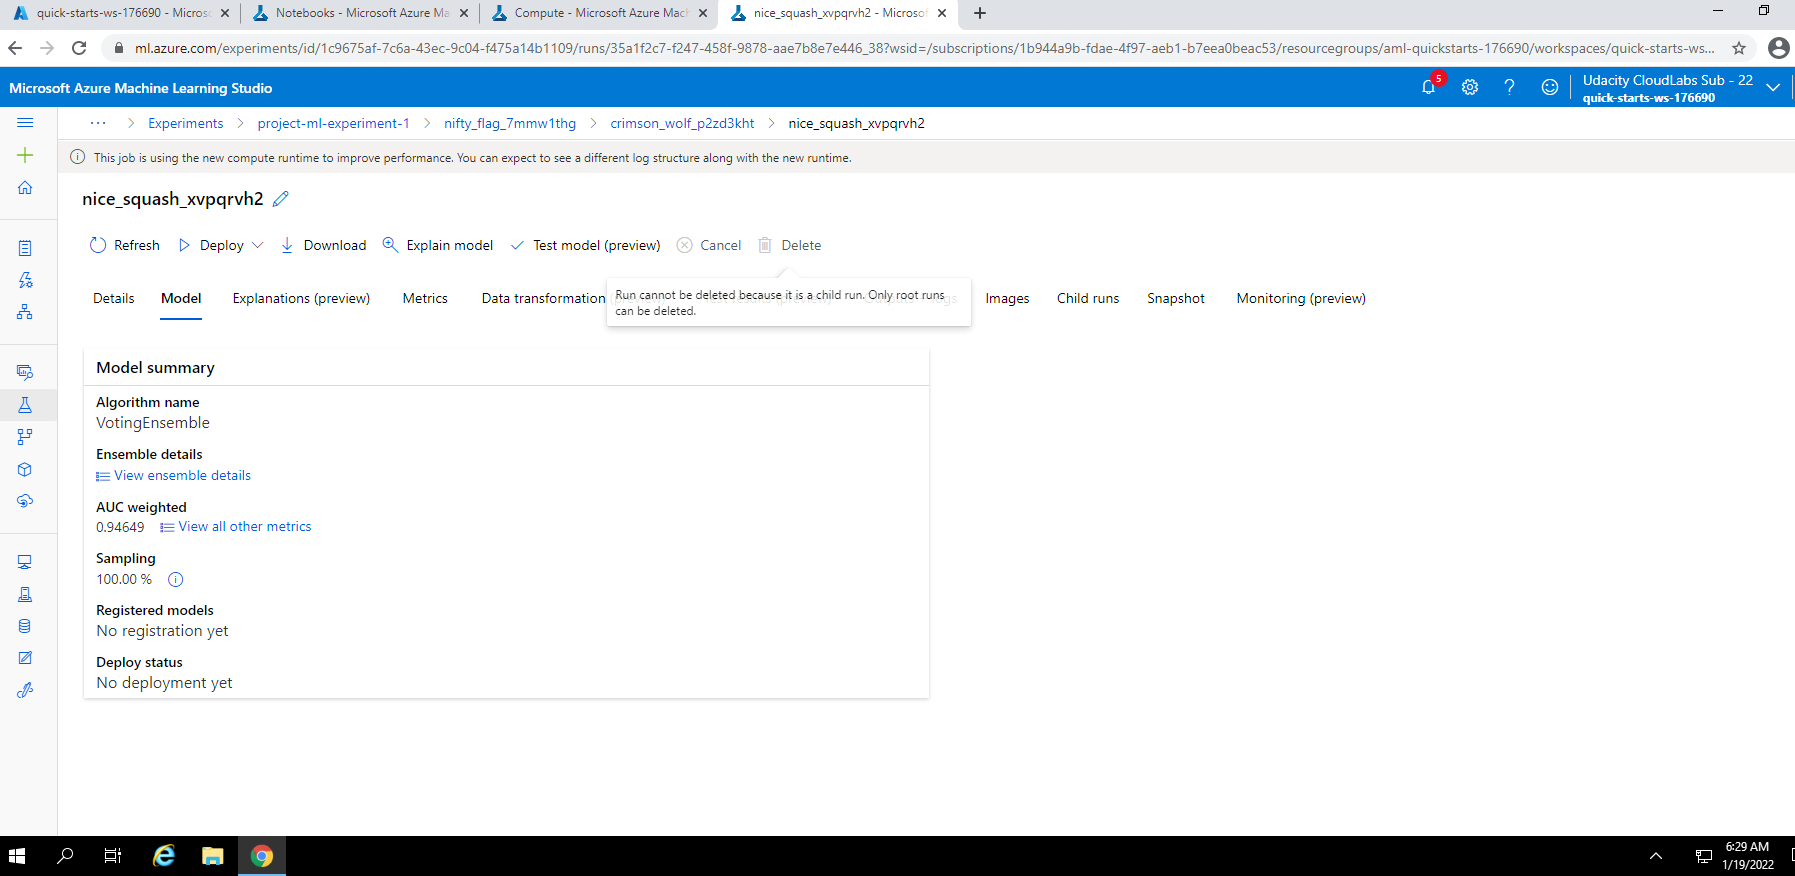 quick-starts-ws-176690 - Micros
Notebooks - Microsoft Azure Ma
Compute - Microsoft Azure Mach
nice_squash_xvpqrvh2 - Microsof
ml.azure.com/experiments/id/1c9675af-7c6a-43ec-9c04-f475a14b1109/runs/35a1f2c7-f247-458f-9878-aae7b8e7e446_38?wsid=/subscriptions/1b944a9b-fdae-4f97-aeb1-b7eea0beac53/resourcegroups/aml-quickstarts-176690/workspaces/quick-starts-ws...
Microsoft Azure Machine Learning Studio
5
Udacity CloudLabs Sub - 22
quick-starts-ws-176690
... > Experiments > project-ml-experiment-1 > nifty_flag_7mmw1thg > crimson_wolf_p2zd3kht > nice_squash_xvpqrvh2
This job is using the new compute runtime to improve performance. You can expect to see a different log structure along with the new runtime.
nice_squash_xvpqrvh2
Refresh Deploy Download Explain model Test model (preview) Cancel Delete
Run cannot be deleted because it is a child run. Only root runs
can be deleted.
Details Model Explanations (preview) Metrics Data transformation Images Child runs Snapshot Monitoring (preview)
Model summary
Algorithm name
VotingEnsemble
Ensemble details
View ensemble details
AUC weighted
0.94649 View all other metrics
Sampling
100.00 %
Registered models
No registration yet
Deploy status
No deployment yet
6:29 AM
1/19/2022